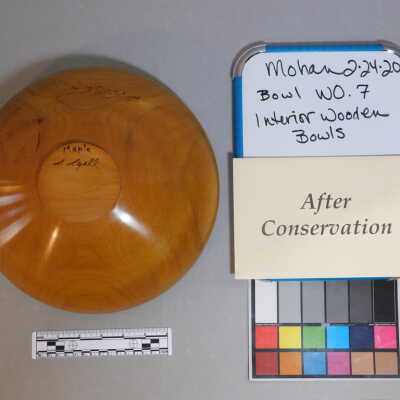 Maple
Mohan 2-24-20
Bowl WO. 7
Interior Wooden
Bowls
After
Conservation